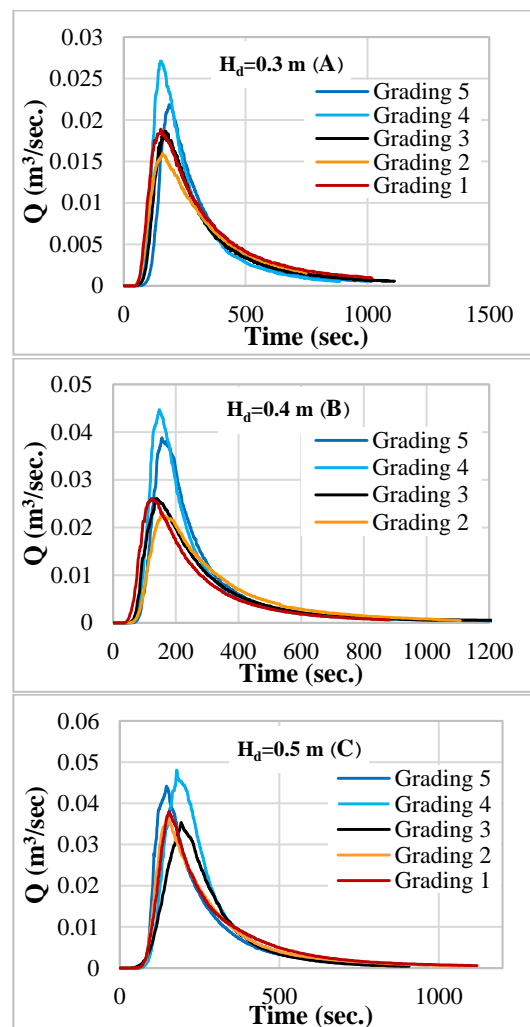 0.03
0.025
0.02
0.015
0.01
0.005
0
Q (m³/sec.)
H_d=0.3 m (A)
Grading 5
Grading 4
Grading 3
Grading 2
Grading 1
0 500 1000 1500
Time (sec.)
0.05
0.04
0.03
0.02
0.01
0
Q (m³/sec.)
H_d=0.4 m (B)
Grading 5
Grading 4
Grading 3
Grading 2
0 200 400 600 800 1000 1200
Time (sec.)
0.06
0.05
0.04
0.03
0.02
0.01
0
Q (m³/sec)
H_d=0.5 m (C)
Grading 5
Grading 4
Grading 3
Grading 2
Grading 1
0 500 1000
Time (sec.)